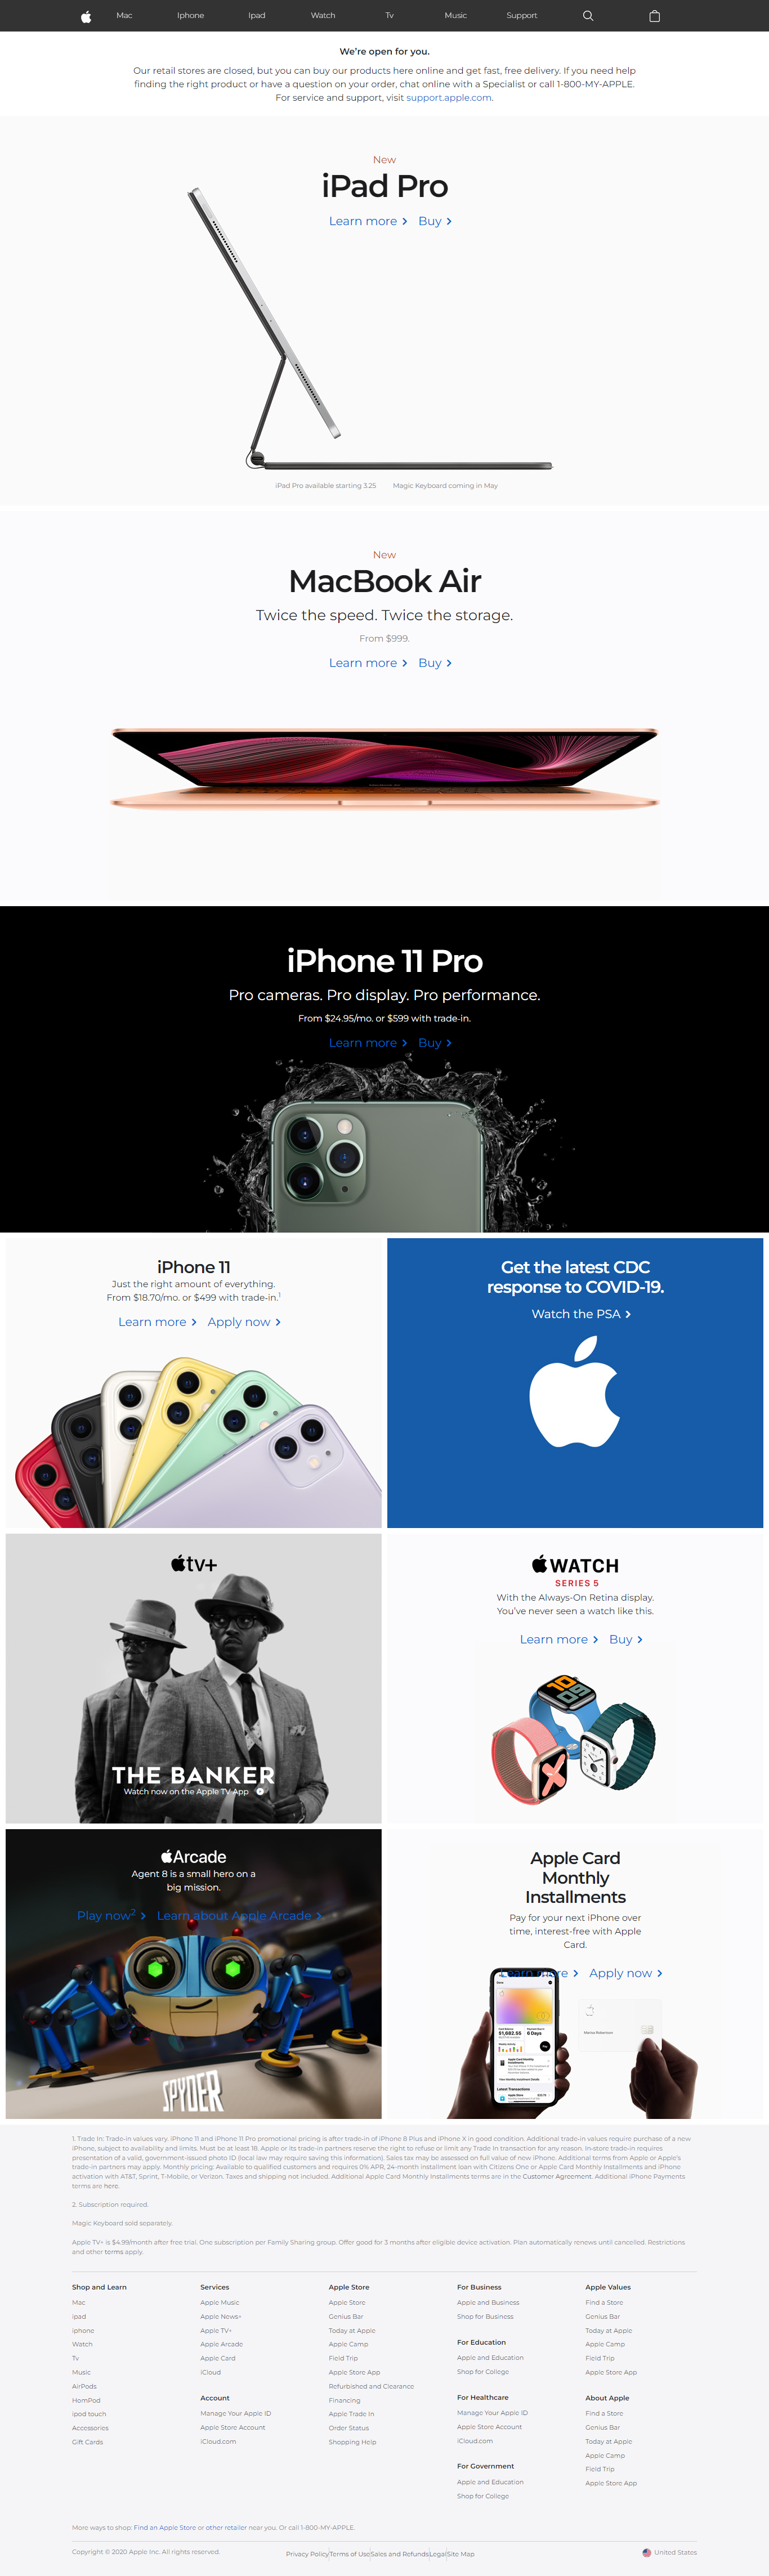 Mac Iphone Ipad Watch Tv Music Support
We're open for you.
Our retail stores are closed, but you can buy our products here online and get fast, free delivery. If you need help
finding the right product or have a question on your order, chat online with a Specialist or call 1-800-MY-APPLE.
For service and support, visit support.apple.com.
New
iPad Pro
Learn more Buy
iPad Pro available starting 3.25 Magic Keyboard coming in May
New
MacBook Air
Twice the speed. Twice the storage.
From $999.
Learn more Buy
iPhone 11 Pro
Pro cameras. Pro display. Pro performance.
From $24.95/mo. or $599 with trade-in.
Learn more Buy
iPhone 11
Just the right amount of everything.
From $18.70/mo. or $499 with trade-in.1
Learn more Apply now
Get the latest CDC
response to COVID-19.
Watch the PSA
tv+
THE BANKER
Watch now on the Apple TV App
WATCH
SERIES 5
With the Always-On Retina display.
You've never seen a watch like this.
Learn more Buy
10
09
Arcade
Agent 8 is a small hero on a
big mission.
Play now2 Learn about Apple Arcade
SPYDER
Apple Card
Monthly
Installments
Pay for your next iPhone over
time, interest-free with Apple
Card.
Learn more Apply now
$1,682.55
6 Days
Latest Transactions
1. Trade In: Trade-in values vary. iPhone 11 and iPhone 11 Pro promotional pricing is after trade-in of iPhone 8 Plus and iPhone X in good condition. Additional trade-in values require purchase of a new
iPhone, subject to availability and limits. Must be at least 18. Apple or its trade-in partners reserve the right to refuse or limit any Trade In transaction for any reason. In-store trade-in requires
presentation of a valid, government-issued photo ID (local law may require saving this information). Sales tax may be assessed on full value of new iPhone. Additional terms from Apple or Apple's
trade-in partners may apply. Monthly pricing: Available to qualified customers and requires 0% APR, 24-month installment loan with Citizens One or Apple Card Monthly Installments and iPhone
activation with AT&T, Sprint, T-Mobile, or Verizon. Taxes and shipping not included. Additional Apple Card Monthly Installments terms are in the Customer Agreement. Additional iPhone Payments
terms are here.
2. Subscription required.
Magic Keyboard sold separately.
Apple TV+ is $4.99/month after free trial. One subscription per Family Sharing group. Offer good for 3 months after eligible device activation. Plan automatically renews until cancelled. Restrictions
and other terms apply.
Shop and Learn
Mac
ipad
iphone
Watch
Tv
Music
AirPods
HomPod
ipod touch
Accessories
Gift Cards
Services
Apple Music
Apple News+
Apple TV+
Apple Arcade
Apple Card
iCloud
Account
Manage Your Apple ID
Apple Store Account
iCloud.com
Apple Store
Apple Store
Genius Bar
Today at Apple
Apple Camp
Field Trip
Apple Store App
Refurbished and Clearance
Financing
Apple Trade In
Order Status
Shopping Help
For Business
Apple and Business
Shop for Business
For Education
Apple and Education
Shop for College
For Healthcare
Manage Your Apple ID
Apple Store Account
iCloud.com
For Government
Apple and Education
Shop for College
Apple Values
Find a Store
Genius Bar
Today at Apple
Apple Camp
Field Trip
Apple Store App
About Apple
Find a Store
Genius Bar
Today at Apple
Apple Camp
Field Trip
Apple Store App
More ways to shop: Find an Apple Store or other retailer near you. Or call 1-800-MY-APPLE.
Copyright © 2020 Apple Inc. All rights reserved. Privacy Policy Terms of Use Sales and Refunds Legal Site Map United States